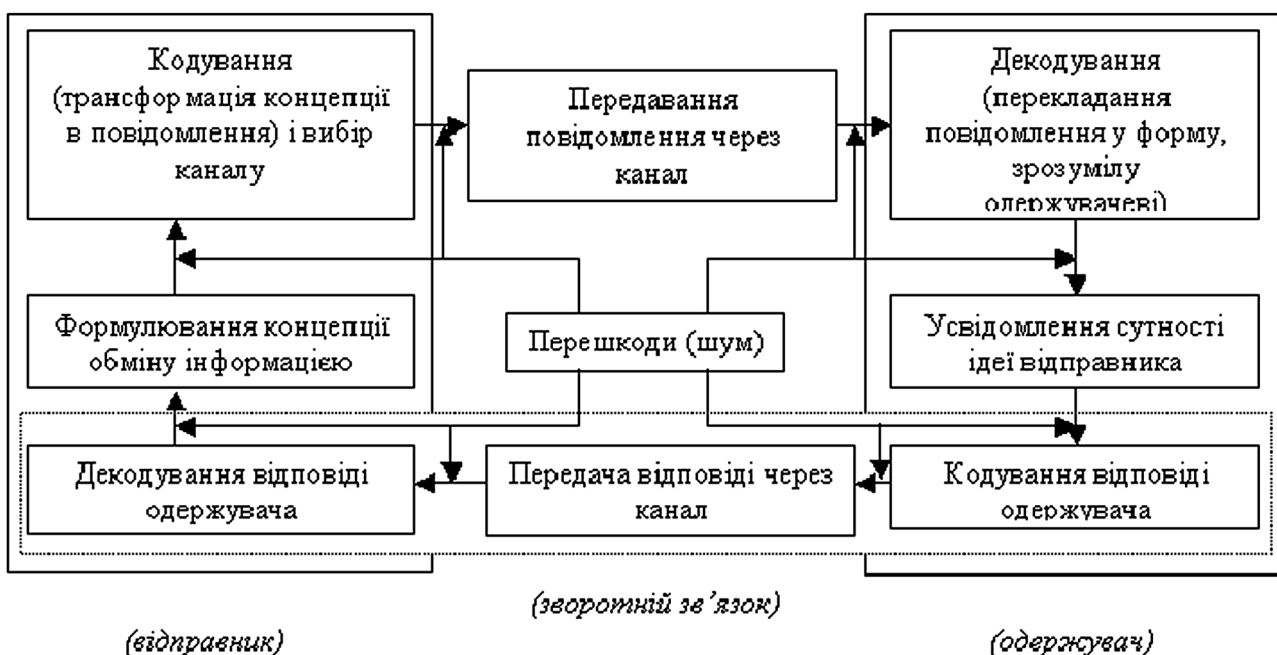 Кодування
(трансформація концепції
в повідомлення) і вибір
каналу
Передавання
повідомлення через
канал
Декодування
(перекладання
повідомлення у форму,
зрозумілу
одержувачеві)
Формулювання концепції
обміну інформацією
Перешкоди (шум)
Усвідомлення сутності
ідеї відправника
Декодування відповіді
одержувача
Передача відповіді через
канал
Кодування відповіді
одержувача
(зворотній зв’язок)
(відправник)
(одержувач)